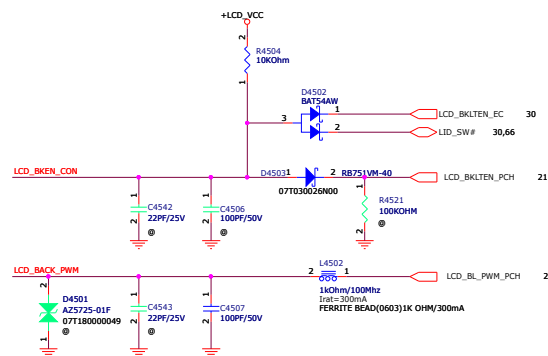 +LCD_VCC
2
R4504
10KOhm
1
D4502
BAT54AW
3
1
LCD_BKLTEN_EC 30
2
LID_SW# 30,66
LCD_BKEN_CON
D4503 1
2 RB751VM-40
LCD_BKLTEN_PCH 21
07T030026N00
1
C4542
22PF/25V
@
2
1
C4506
100PF/50V
@
2
1
R4521
100KOHM
@
2
LCD_BACK_PWM
L4502
2 1
LCD_BL_PWM_PCH 2
1kOhm/100Mhz
Irat=300mA
FERRITE BEAD(0603)1K OHM/300mA
2
D4501
AZ5725-01F
07T180000049
@
1
1
C4543
22PF/25V
@
2
1
C4507
100PF/50V
2